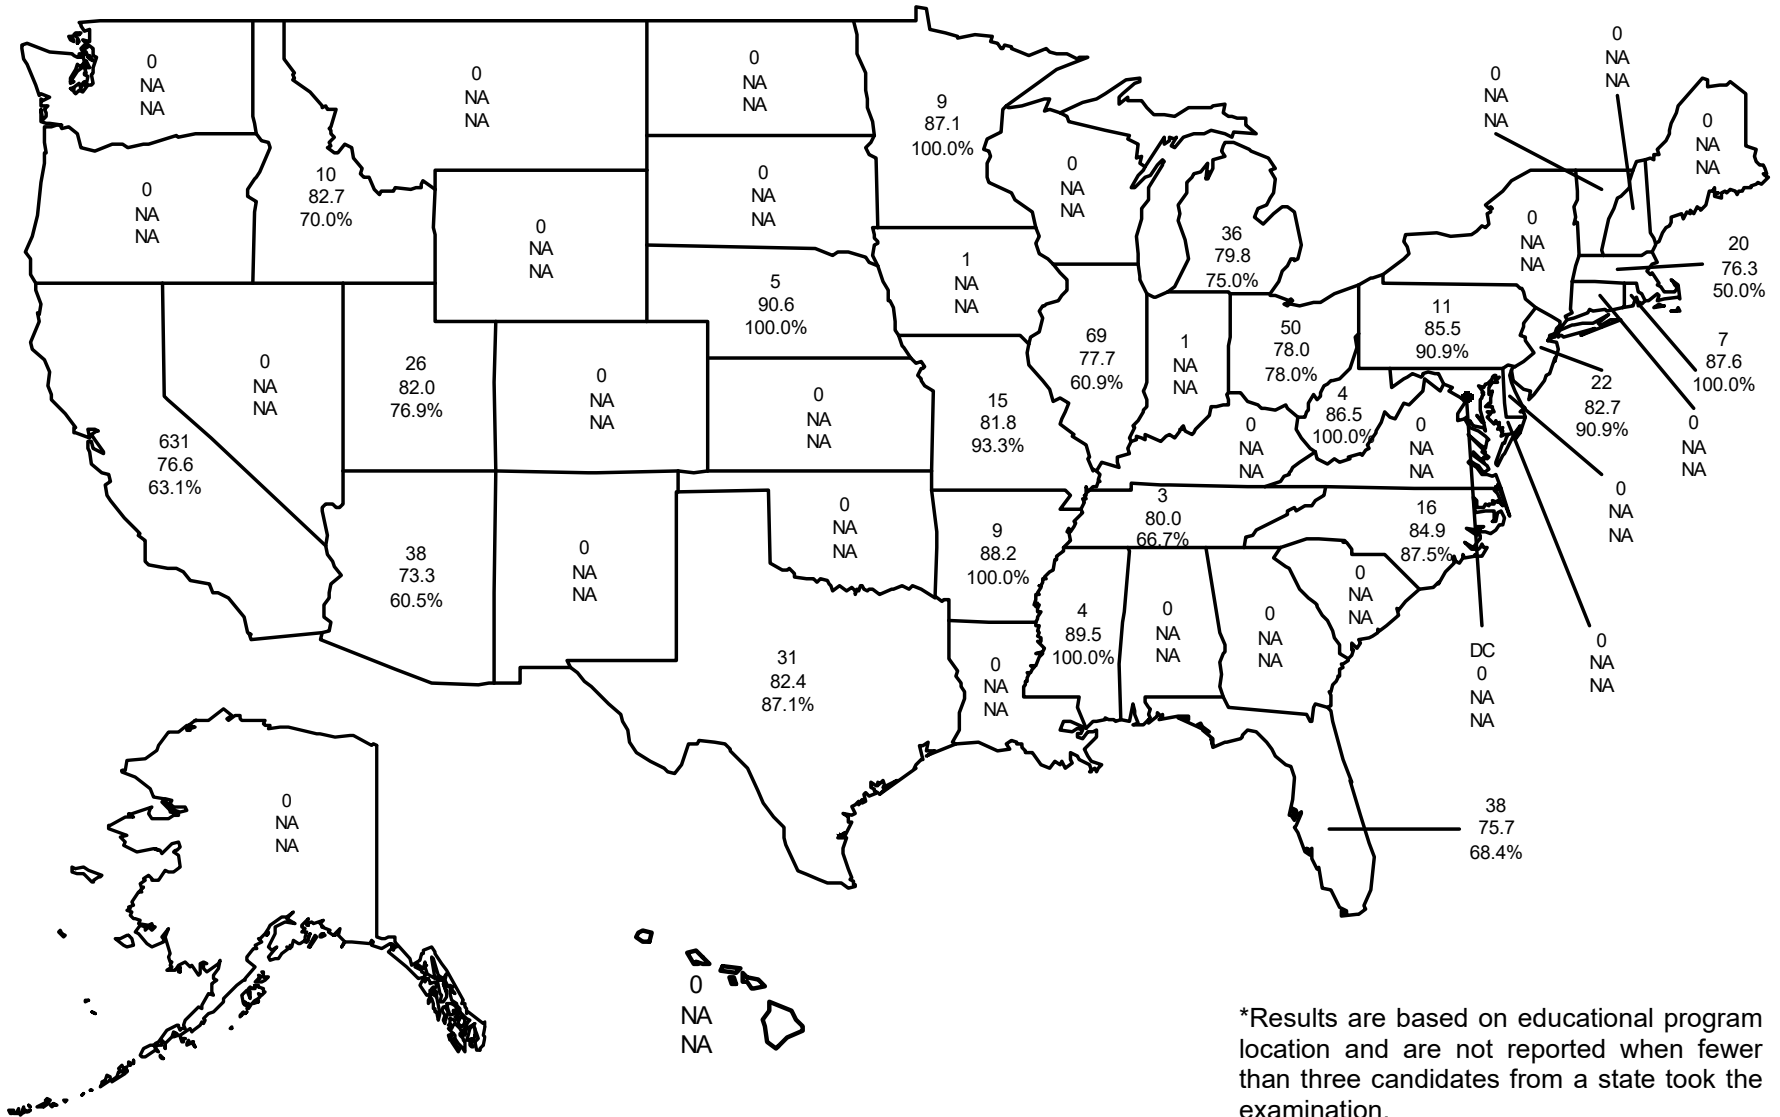 0
NA
NA
0
NA
NA
0
NA
NA
9
87.1
100.0%
0
NA
NA
0
NA
NA
0
NA
NA
0
NA
NA
10
82.7
70.0%
0
NA
NA
0
NA
NA
0
NA
NA
36
79.8
75.0%
0
NA
NA
20
76.3
50.0%
5
90.6
100.0%
1
NA
NA
69
77.7
60.9%
1
NA
NA
50
78.0
78.0%
11
85.5
90.9%
7
87.6
100.0%
22
82.7
90.9%
0
NA
NA
631
76.6
63.1%
0
NA
NA
26
82.0
76.9%
0
NA
NA
0
NA
NA
15
81.8
93.3%
0
NA
NA
4
86.5
100.0%
0
NA
NA
0
NA
NA
38
73.3
60.5%
0
NA
NA
0
NA
NA
9
88.2
100.0%
3
80.0
66.7%
16
84.9
87.5%
0
NA
NA
31
82.4
87.1%
0
NA
NA
4
89.5
100.0%
0
NA
NA
0
NA
NA
DC
0
NA
NA
0
NA
NA
0
NA
NA
38
75.7
68.4%
0
NA
NA
*Results are based on educational program
location and are not reported when fewer
than three candidates from a state took the
examination.